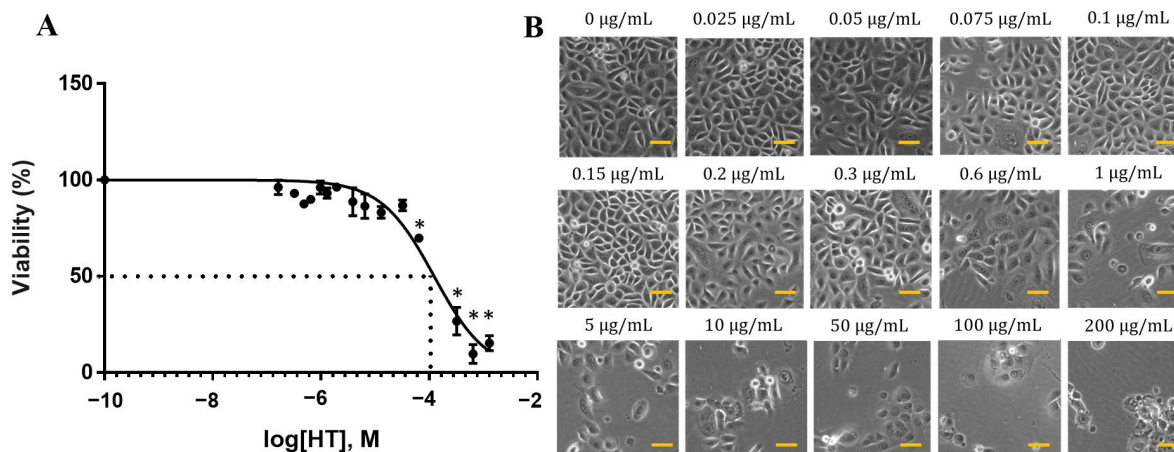 A
150
100
50
0
Viability (%)
*
*
**
−10
−8
−6
−4
−2
log[HT], M
B
0 µg/mL
0.025 µg/mL
0.05 µg/mL
0.075 µg/mL
0.1 µg/mL
0.15 µg/mL
0.2 µg/mL
0.3 µg/mL
0.6 µg/mL
1 µg/mL
5 µg/mL
10 µg/mL
50 µg/mL
100 µg/mL
200 µg/mL